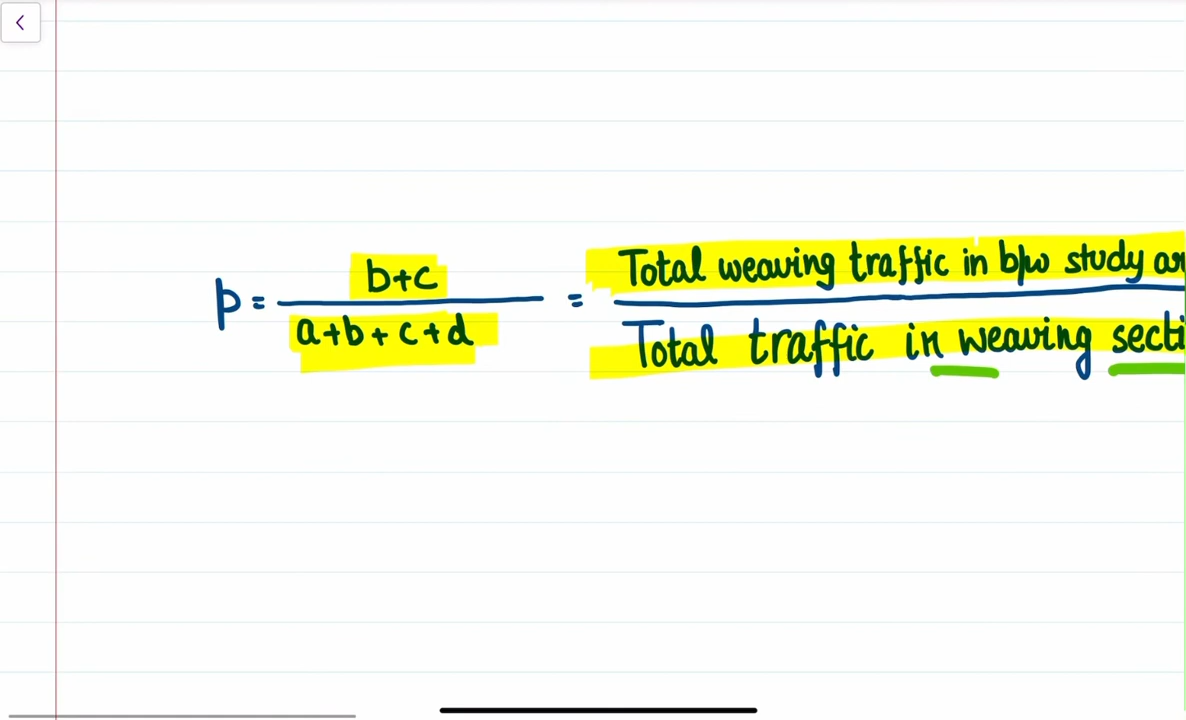 p = b+c / a+b+c+d = Total weaving traffic in b/w study / Total traffic in weaving